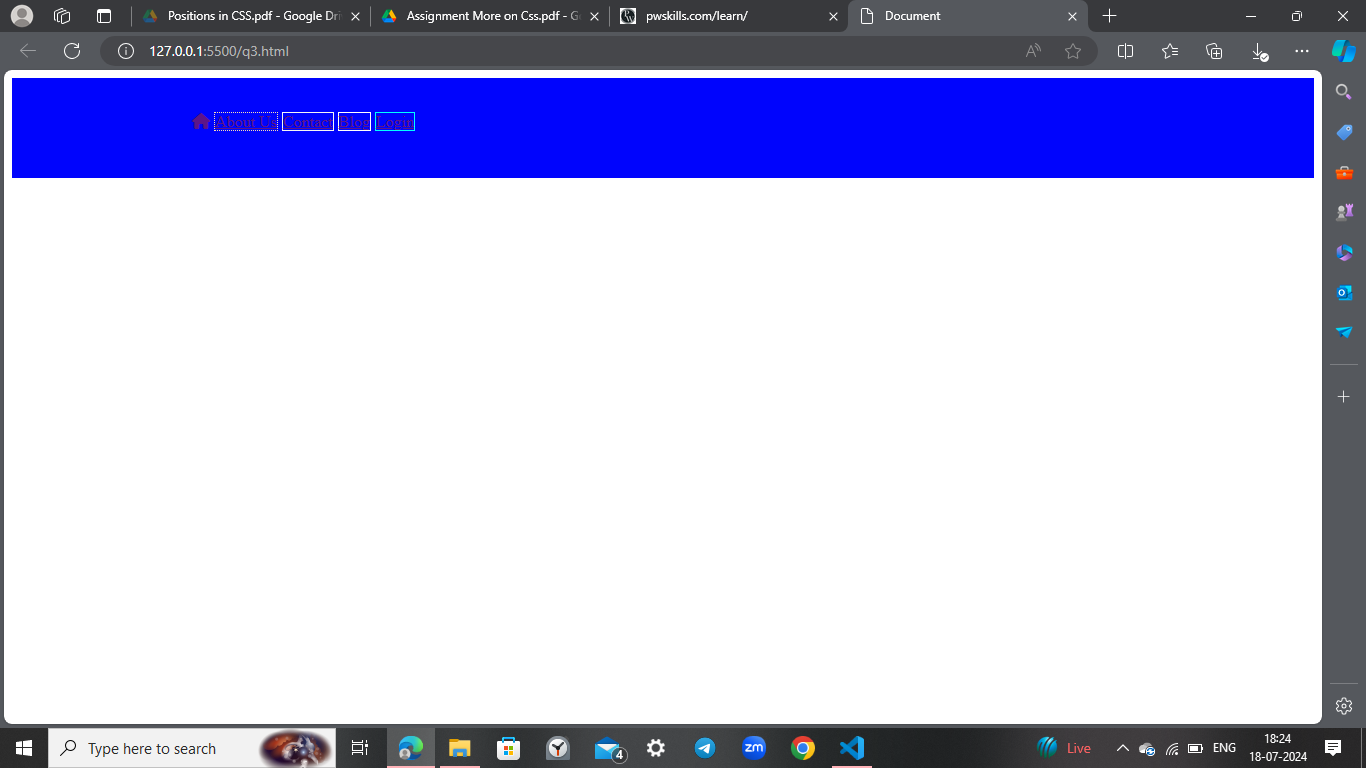 Positions in CSS.pdf - Google Dri
Assignment More on Css.pdf - G
pwskills.com/learn/
Document
127.0.0.1:5500/q3.html
About Us Contact Blog Login
Type here to search
4
zm
Live
ENG
18:24
18-07-2024